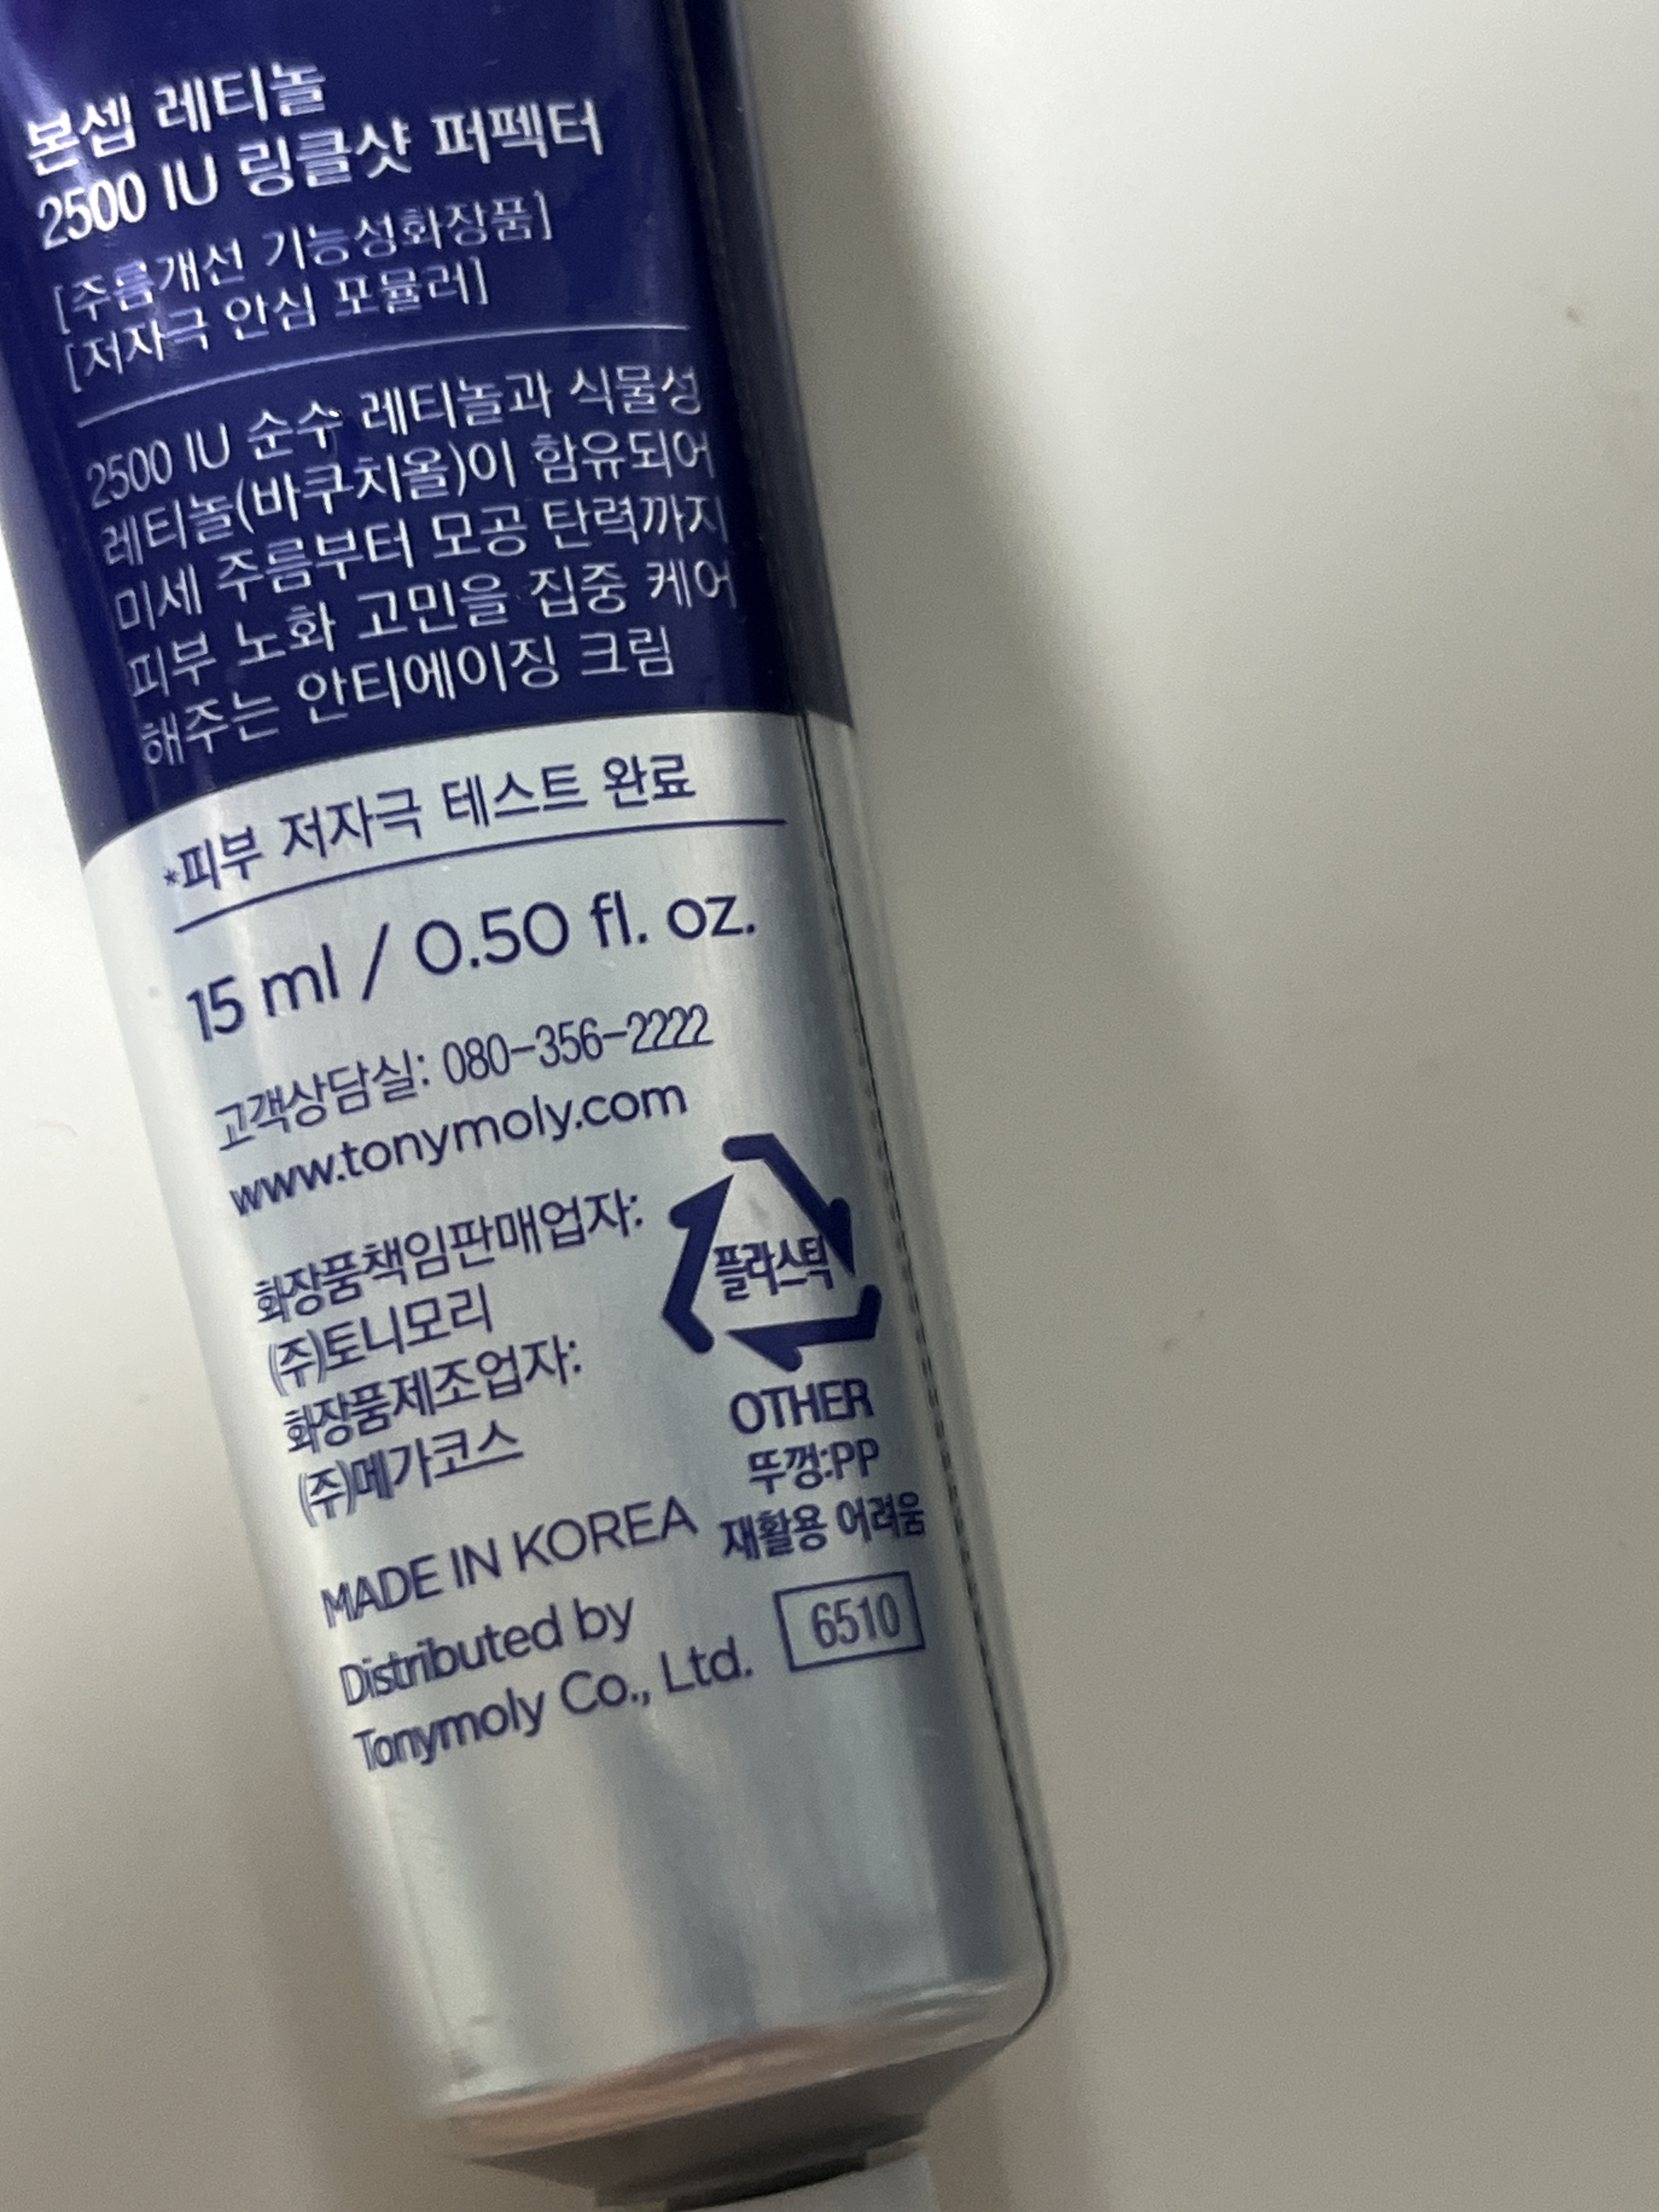 본셉 레티놀
2500 IU 링클샷 퍼펙터
[주름개선 기능성화장품]
[저자극 안심 포뮬러]
2500 IU 순수 레티놀과 식물성
레티놀(바쿠치올)이 함유되어
미세 주름부터 모공 탄력까지
피부 노화 고민을 집중 케어
해주는 안티에이징 크림
*피부 저자극 테스트 완료
15 ml / 0.50 fl. oz.
고객상담실: 080-356-2222
www.tonymoly.com
화장품책임판매업자:
(주)토니모리
화장품제조업자:
(주)메가코스
플라스틱
OTHER
뚜껑:PP
재활용 어려움
MADE IN KOREA
Distributed by
Tonymoly Co., Ltd.
6510